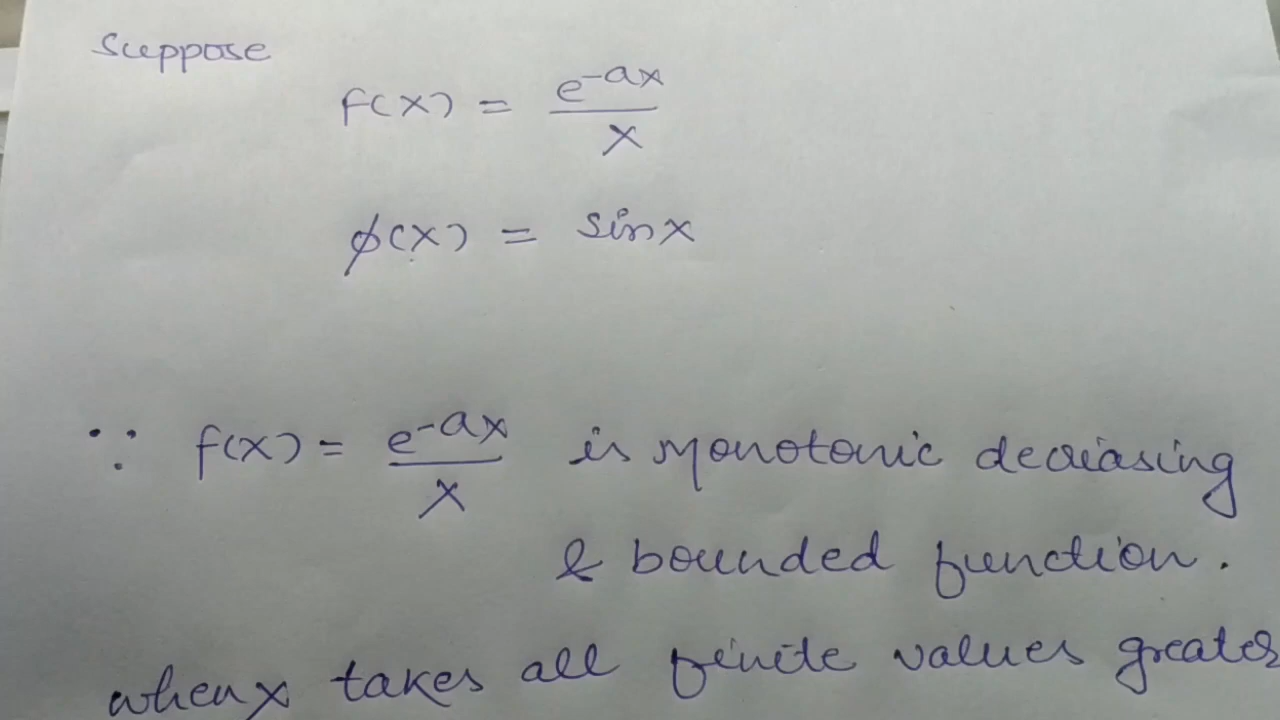 Suppose
f(x) = e^{-ax} / x
φ(x) = sin x
∵ f(x) = e^{-ax} / x is monotonic decreasing
& bounded function.
when x takes all finite values greater